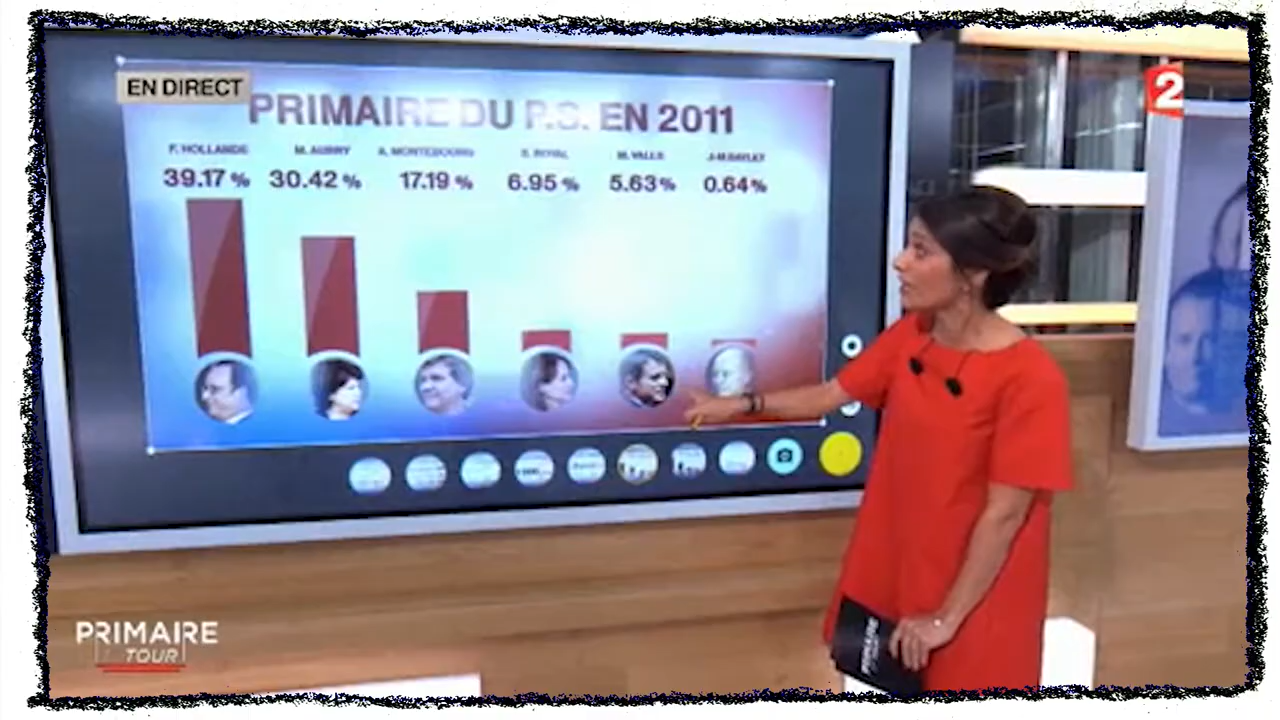 EN DIRECT
PRIMAIRE DU P.S. EN 2011
F. HOLLANDE M. AUBRY A. MONTEBOURG S. ROYAL M. VALLS J-M BAYLET
39.17 % 30.42 % 17.19 % 6.95 % 5.63% 0.64%
2
PRIMAIRE
TOUR
PRIMAIRE